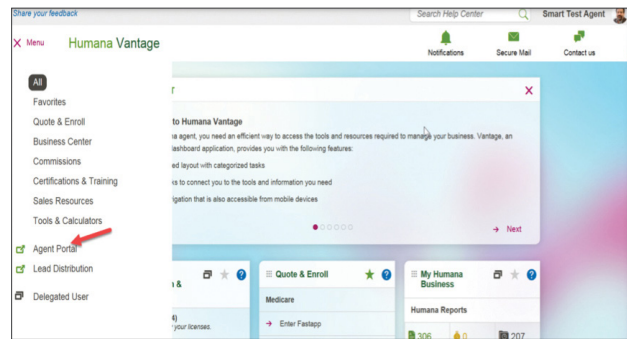 Share your feedback
Search Help Center
Smart Test Agent
X Menu
Humana Vantage
Notifications
Secure Mail
Contact us
All
Favorites
Quote & Enroll
Business Center
Commissions
Certifications & Training
Sales Resources
Tools & Calculators
Agent Portal
Lead Distribution
Delegated User
to Humana Vantage
agent, you need an efficient way to access the tools and resources required to manage your business. Vantage, an
dashboard application, provides you with the following features:
ed layout with categorized tasks
ks to connect you to the tools and information you need
vigation that is also accessible from mobile devices
Next
&
4)
your licenses.
Quote & Enroll
Medicare
Enter Fastapp
My Humana
Business
Humana Reports
306
0
207